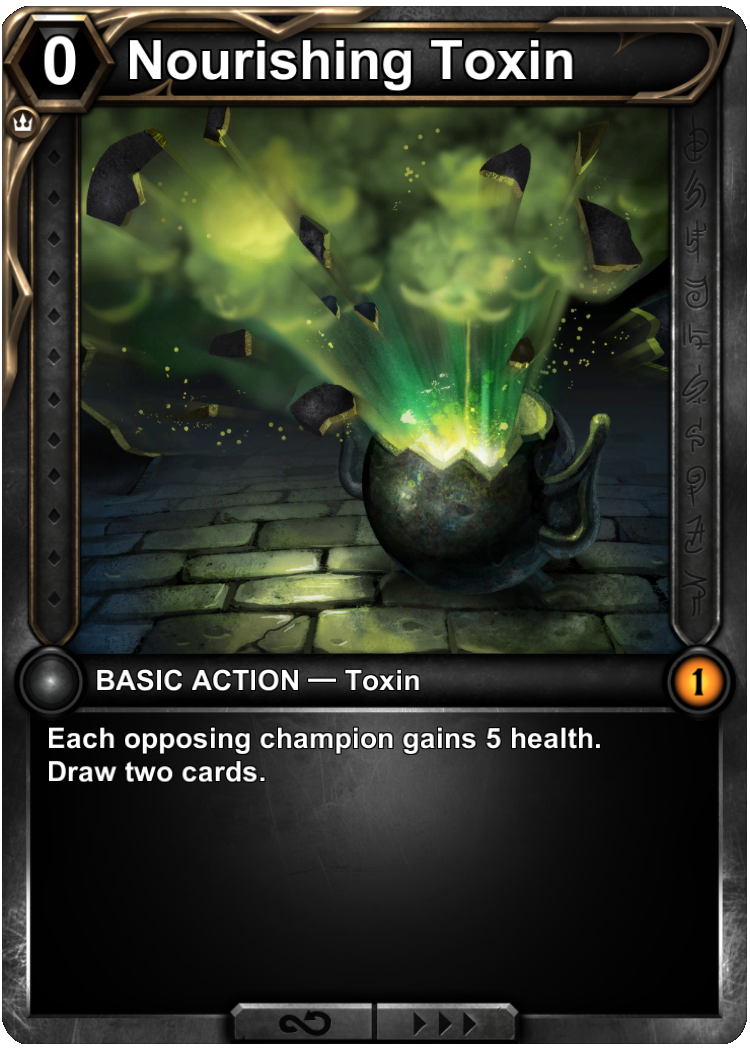 0 Nourishing Toxin
BASIC ACTION — Toxin
1
Each opposing champion gains 5 health.
Draw two cards.